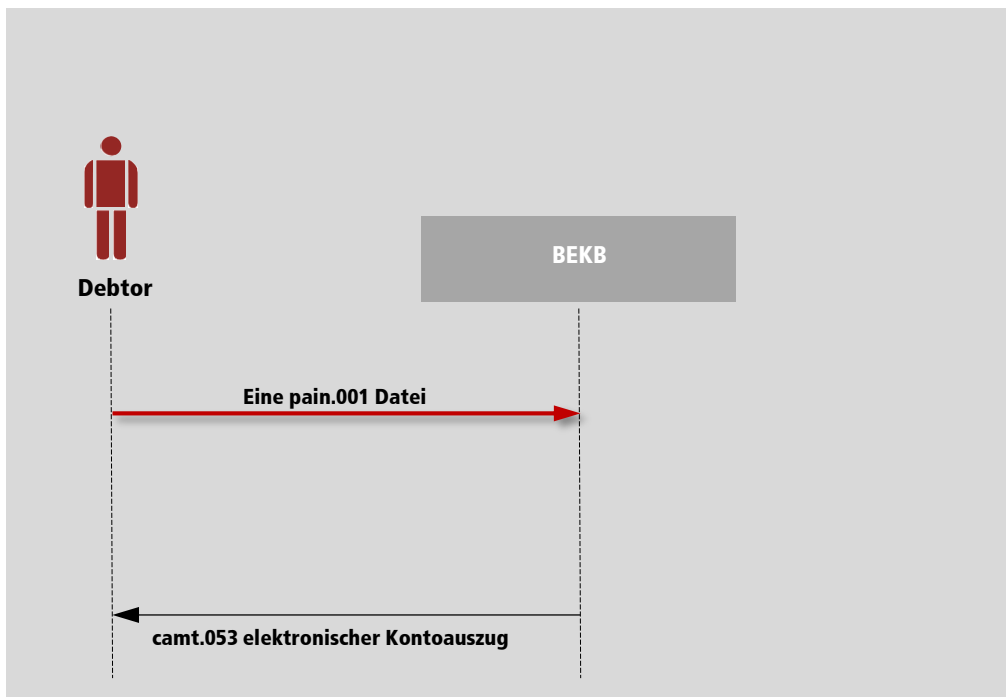 BEKB
Debtor
Eine pain.001 Datei
camt.053 elektronischer Kontoauszug